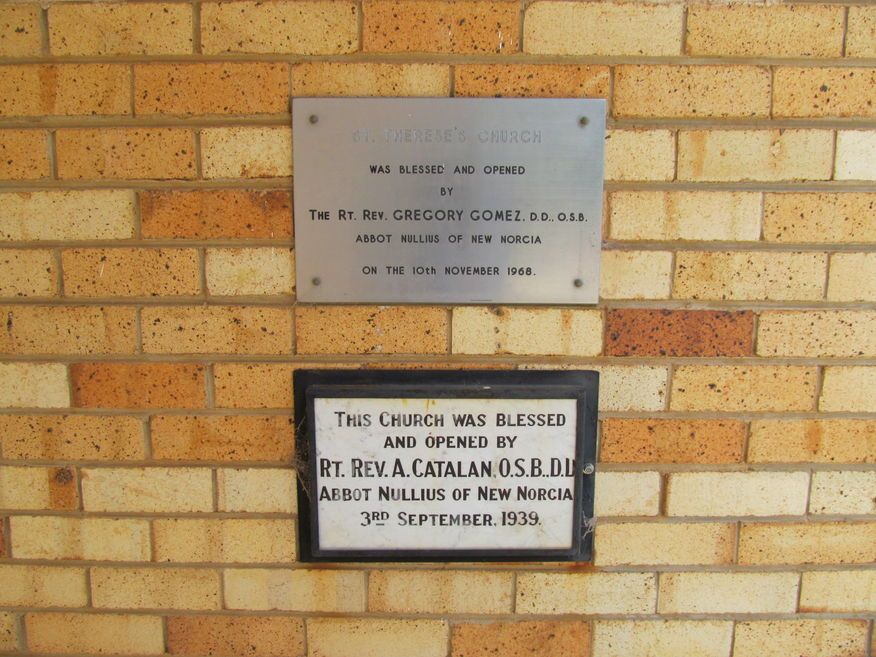 ST. THERESE'S CHURCH
WAS BLESSED AND OPENED
BY
THE RT. REV. GREGORY GOMEZ. D.D., O.S.B.
ABBOT NULLIUS OF NEW NORCIA
ON THE 10th NOVEMBER 1968.
THIS CHURCH WAS BLESSED
AND OPENED BY
RT. REV. A. CATALAN. O.S.B.. D.D
ABBOT NULLIUS OF NEW NORCIA
3RD SEPTEMBER. 1939.